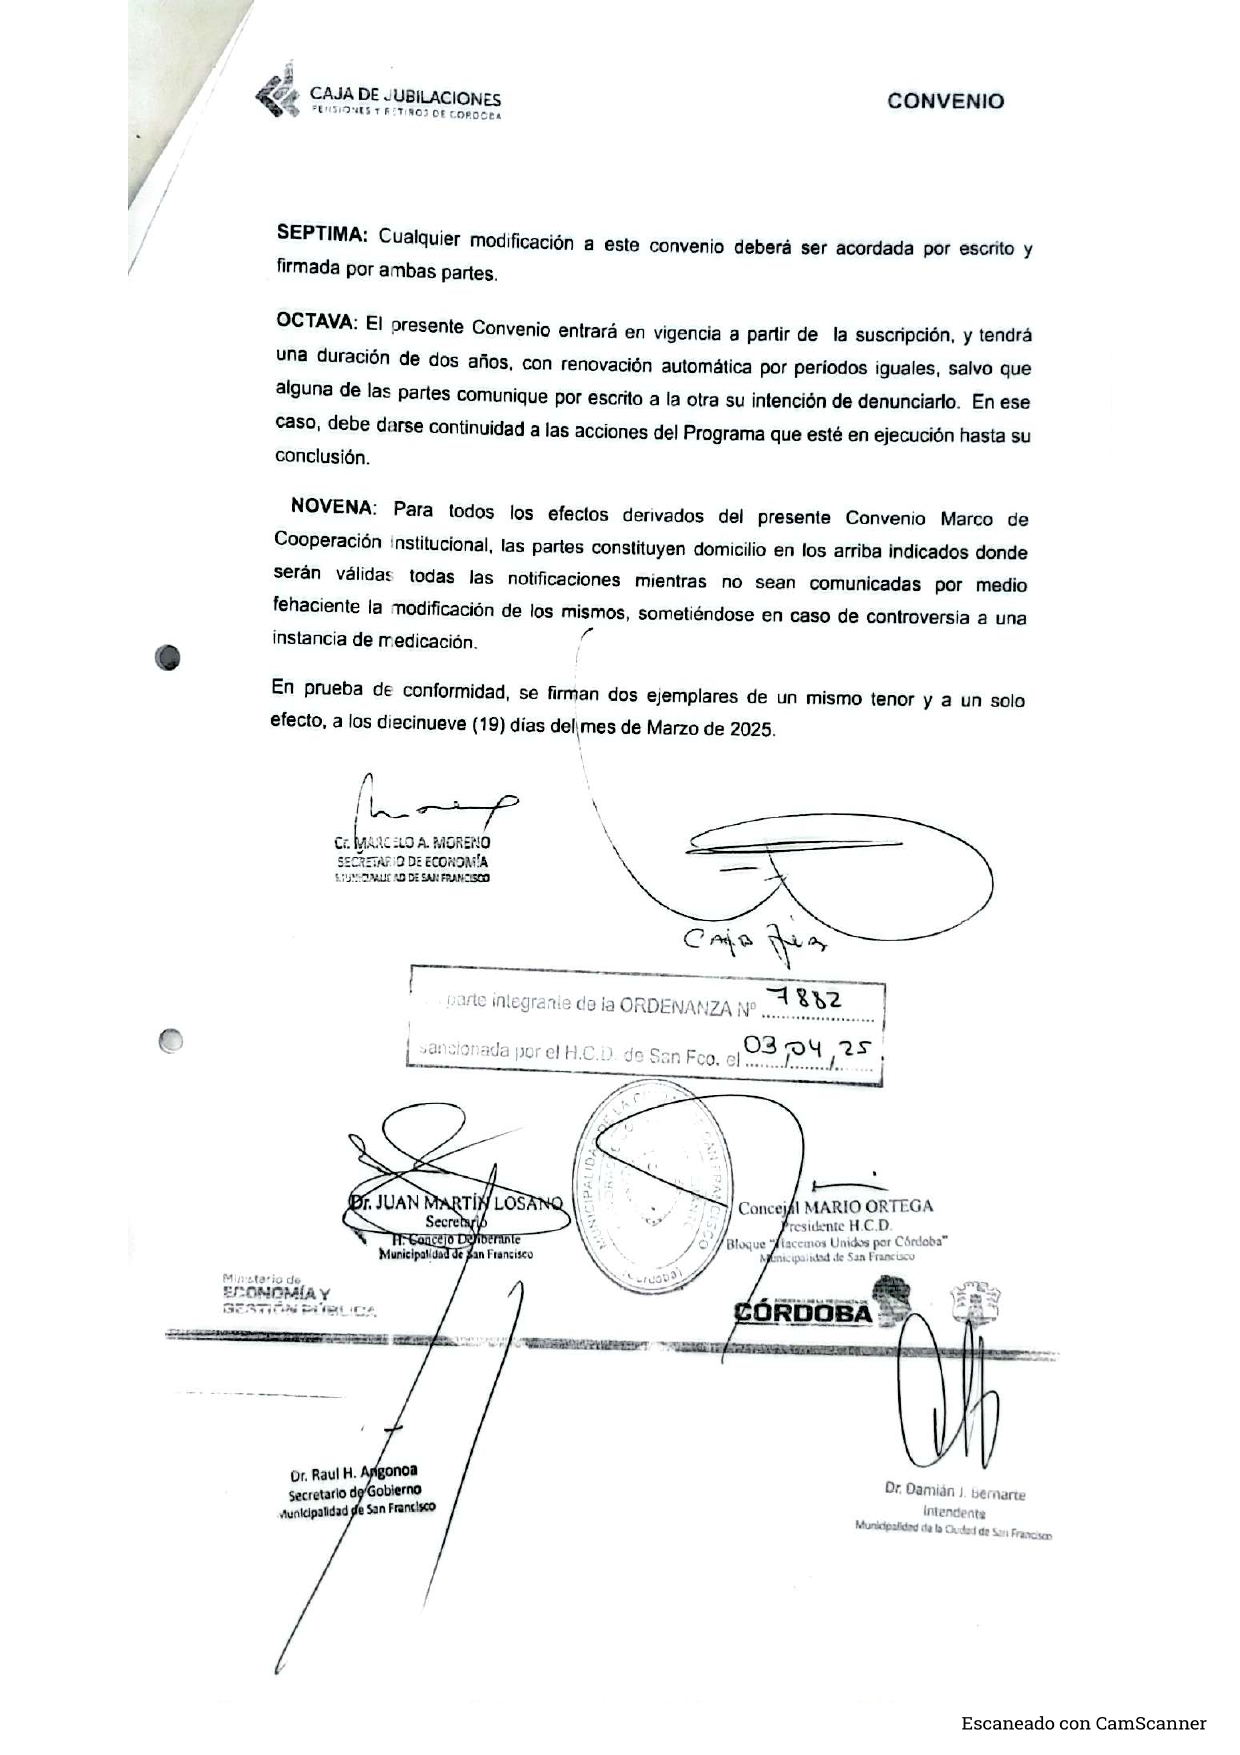 CAJA DE JUBILACIONES
PENSIONES Y RETIROS DE CORDOBA
CONVENIO
SEPTIMA: Cualquier modificación a este convenio deberá ser acordada por escrito y
firmada por ambas partes.
OCTAVA: El presente Convenio entrará en vigencia a partir de la suscripción, y tendrá
una duración de dos años, con renovación automática por períodos iguales, salvo que
alguna de las partes comunique por escrito a la otra su intención de denunciarlo. En ese
caso, debe darse continuidad a las acciones del Programa que esté en ejecución hasta su
conclusión.
NOVENA: Para todos los efectos derivados del presente Convenio Marco de
Cooperación Institucional, las partes constituyen domicilio en los arriba indicados donde
serán válidas todas las notificaciones mientras no sean comunicadas por medio
fehaciente la modificación de los mismos, sometiéndose en caso de controversia a una
instancia de medicación.
En prueba de conformidad, se firman dos ejemplares de un mismo tenor y a un solo
efecto, a los diecinueve (19) días del mes de Marzo de 2025.
Cr. MARCELO A. MORENO
SECRETARIO DE ECONOMÍA
MUNICIPALIDAD DE SAN FRANCISCO
parte integrante de la ORDENANZA Nº 7882
sancionada por el H.C.D. de San Fco. el 03/04/25
Dr. JUAN MARTÍN LOSANO
Secretario
H. Concejo Deliberante
Municipalidad de San Francisco
MUNICIPALIDAD DE LA CIUDAD DE SAN FRANCISCO
(Córdoba)
Concejal MARIO ORTEGA
Presidente H.C.D.
Bloque "Hacemos Unidos por Córdoba"
Municipalidad de San Francisco
Ministerio de
ECONOMÍA Y
GESTIÓN PÚBLICA
CÓRDOBA
Dr. Raul H. Angonoa
Secretario de Gobierno
Municipalidad de San Francisco
Dr. Damián J. Bernarte
Intendente
Municipalidad de la Ciudad de San Francisco
Escaneado con CamScanner